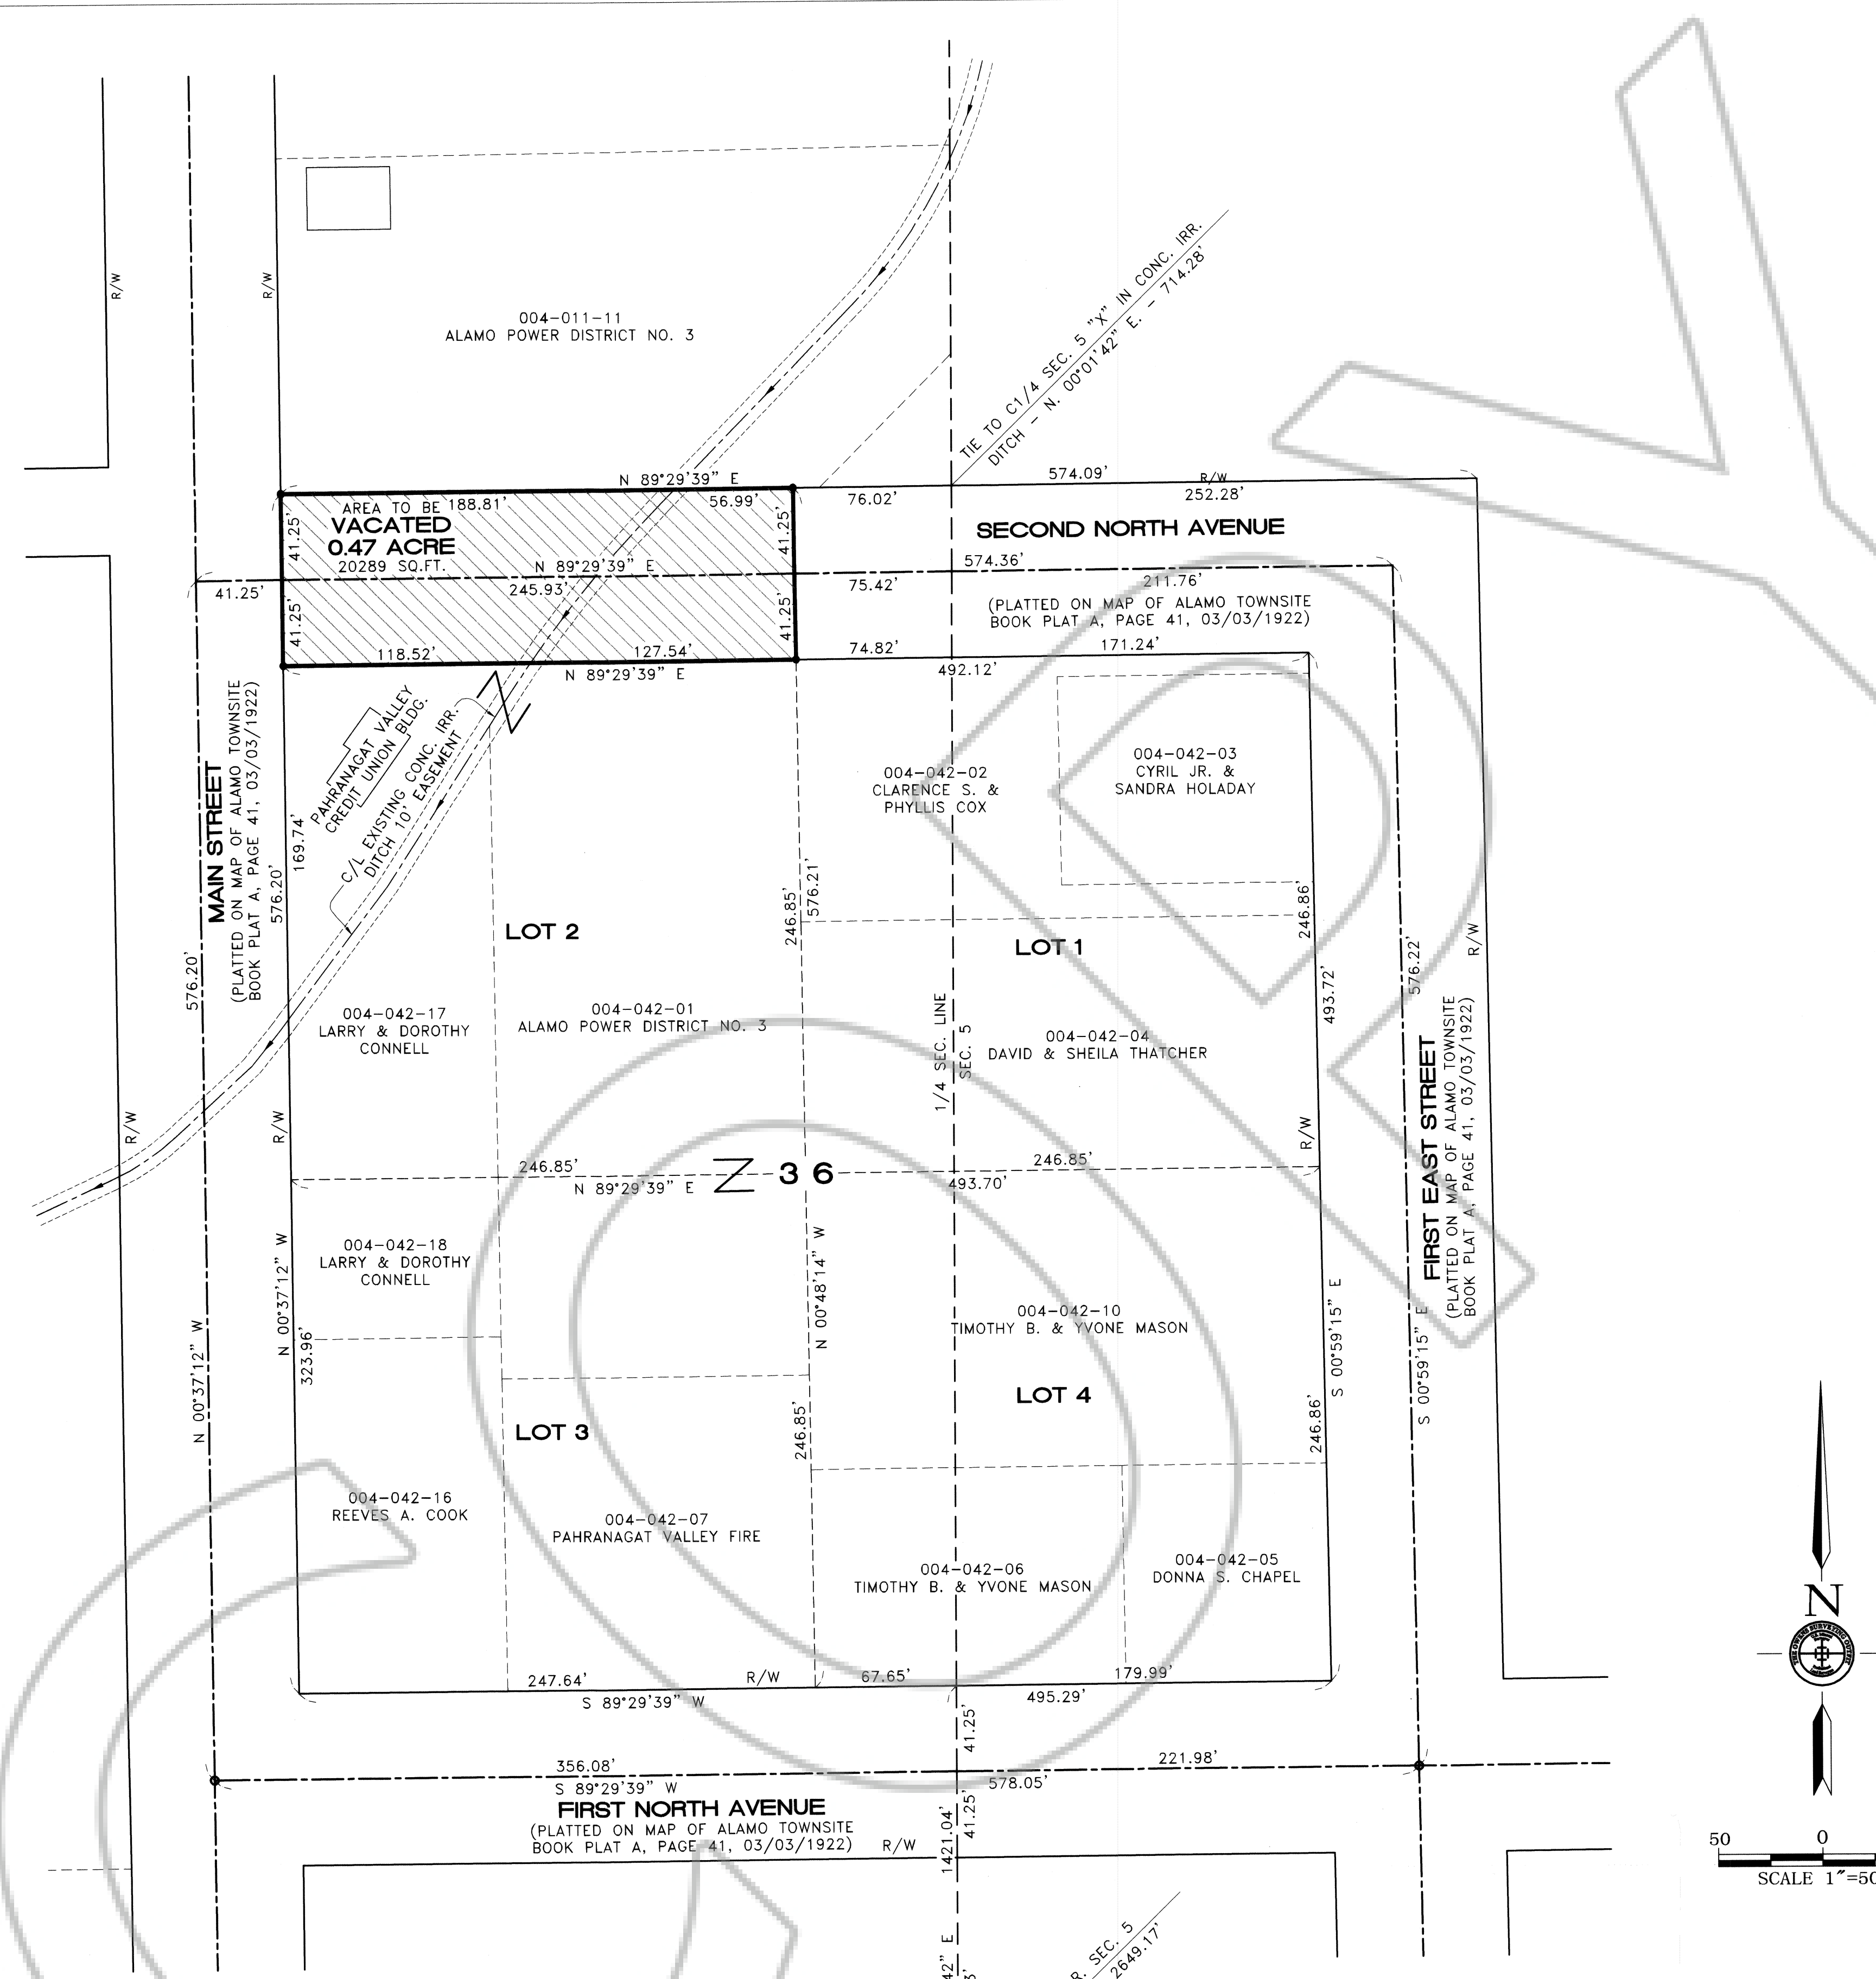 R/W
R/W
004-011-11
ALAMO POWER DISTRICT NO. 3
TIE TO C1/4 SEC. 5 "X" IN CONC. IRR.
DITCH - N. 00°01'42" E. - 714.28'
N 89°29'39" E
574.09'
R/W
AREA TO BE
188.81'
56.99'
76.02'
252.28'
VACATED
0.47 ACRE
20289 SQ.FT.
41.25'
41.25'
SECOND NORTH AVENUE
N 89°29'39" E
574.36'
41.25'
245.93'
75.42'
211.76'
41.25'
41.25'
(PLATTED ON MAP OF ALAMO TOWNSITE
BOOK PLAT A, PAGE 41, 03/03/1922)
118.52'
127.54'
74.82'
171.24'
N 89°29'39" E
492.12'
MAIN STREET
(PLATTED ON MAP OF ALAMO TOWNSITE
BOOK PLAT A, PAGE 41, 03/03/1922)
PAHRANAGAT VALLEY
CREDIT UNION BLDG.
C/L EXISTING CONC. IRR.
DITCH 10' EASEMENT
004-042-02
CLARENCE S. &
PHYLLIS COX
004-042-03
CYRIL JR. &
SANDRA HOLADAY
169.74'
576.20'
576.20'
246.85'
576.21'
246.86'
LOT 2
LOT 1
493.72'
576.22'
R/W
004-042-17
LARRY & DOROTHY
CONNELL
004-042-01
ALAMO POWER DISTRICT NO. 3
1/4 SEC. LINE
SEC. 5
004-042-04
DAVID & SHEILA THATCHER
FIRST EAST STREET
(PLATTED ON MAP OF ALAMO TOWNSITE
BOOK PLAT A, PAGE 41, 03/03/1922)
R/W
R/W
R/W
246.85'
246.85'
N 89°29'39" E
36
493.70'
004-042-18
LARRY & DOROTHY
CONNELL
N 00°37'12" W
N 00°37'12" W
323.96'
N 00°48'14" W
004-042-10
TIMOTHY B. & YVONE MASON
S 00°59'15" E
S 00°59'15" E
LOT 4
LOT 3
246.85'
246.86'
004-042-16
REEVES A. COOK
004-042-07
PAHRANAGAT VALLEY FIRE
004-042-06
TIMOTHY B. & YVONE MASON
004-042-05
DONNA S. CHAPEL
N
THE OWENS SURVEYING OUTFIT
247.64'
R/W
67.65'
179.99'
S 89°29'39" W
495.29'
41.25'
356.08'
221.98'
S 89°29'39" W
578.05'
FIRST NORTH AVENUE
(PLATTED ON MAP OF ALAMO TOWNSITE
BOOK PLAT A, PAGE 41, 03/03/1922)
R/W
41.25'
1421.04'
50
0
SCALE 1"=50
42" E
R. SEC. 5
2649.17'
COPY